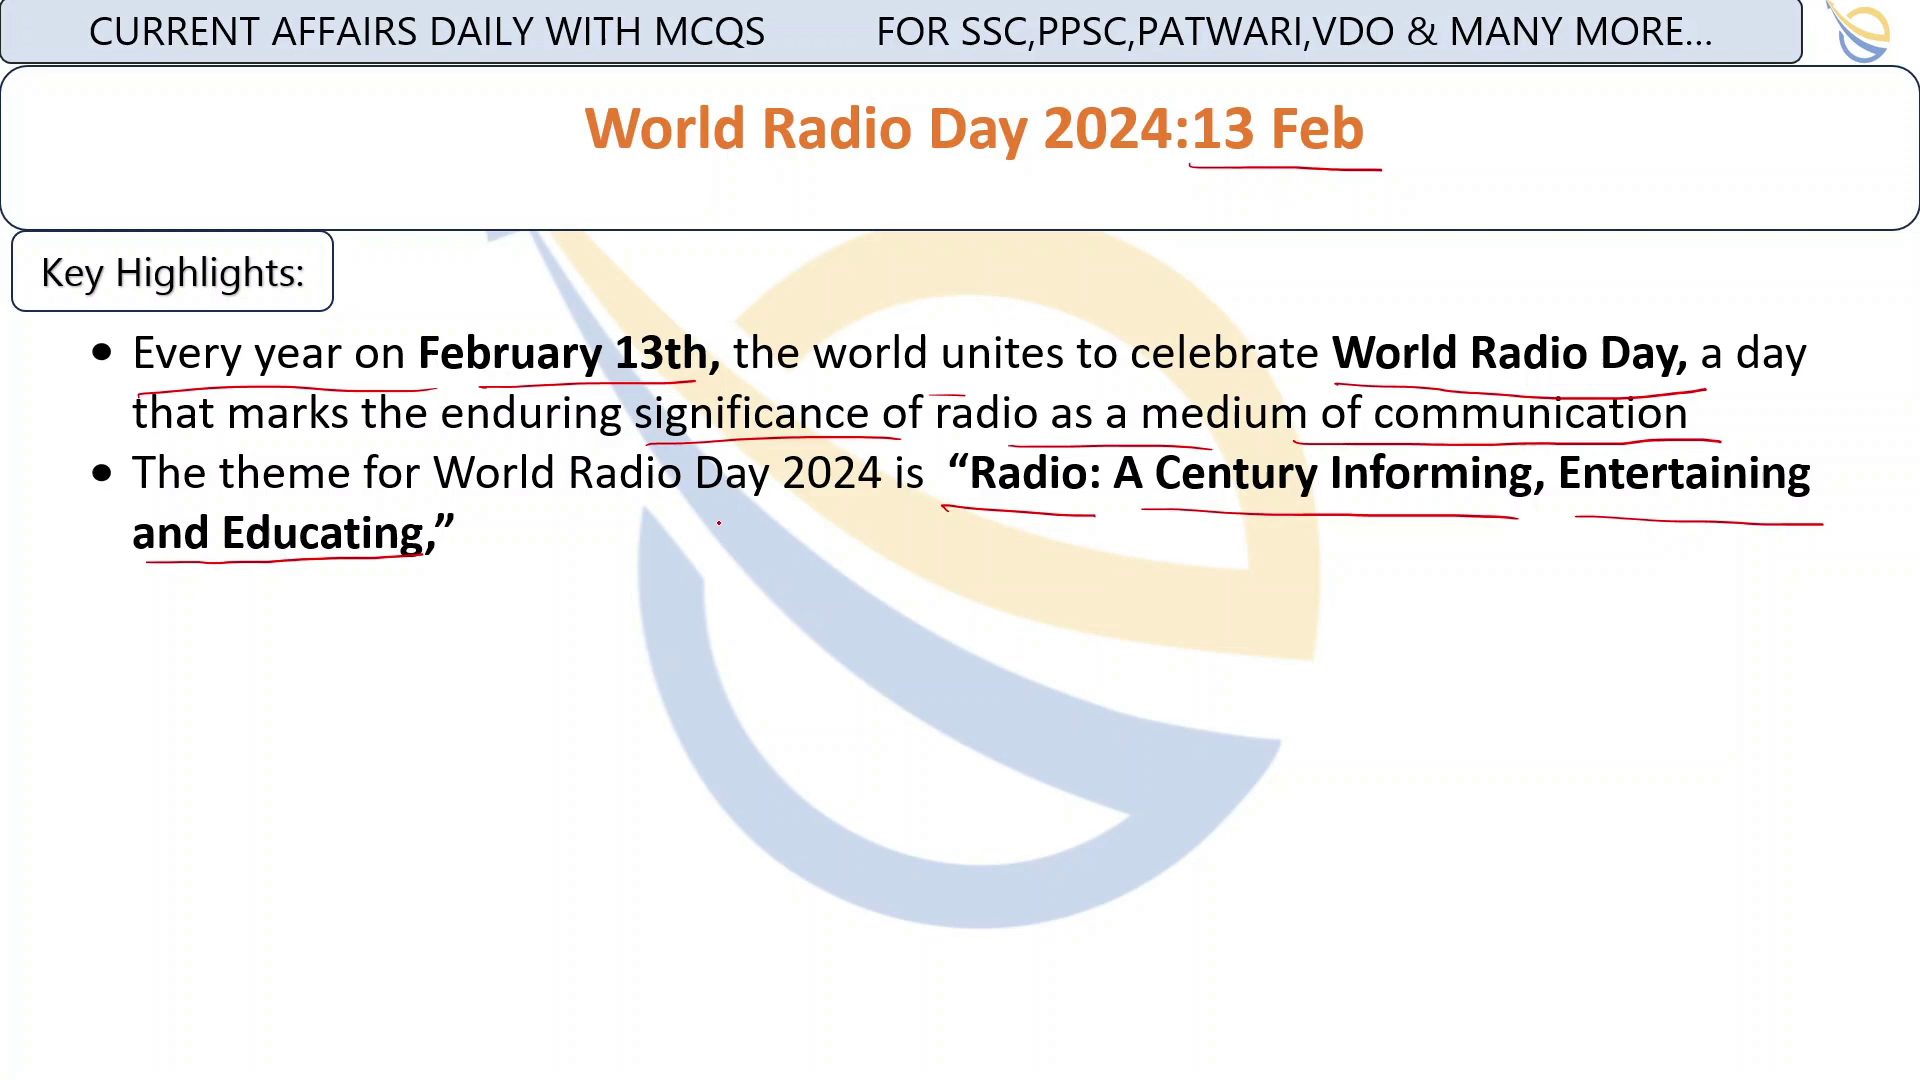 CURRENT AFFAIRS DAILY WITH MCQS FOR SSC,PPSC,PATWARI,VDO & MANY MORE...
World Radio Day 2024:13 Feb
Key Highlights:
• Every year on February 13th, the world unites to celebrate World Radio Day, a day
that marks the enduring significance of radio as a medium of communication
• The theme for World Radio Day 2024 is “Radio: A Century Informing, Entertaining
and Educating,”